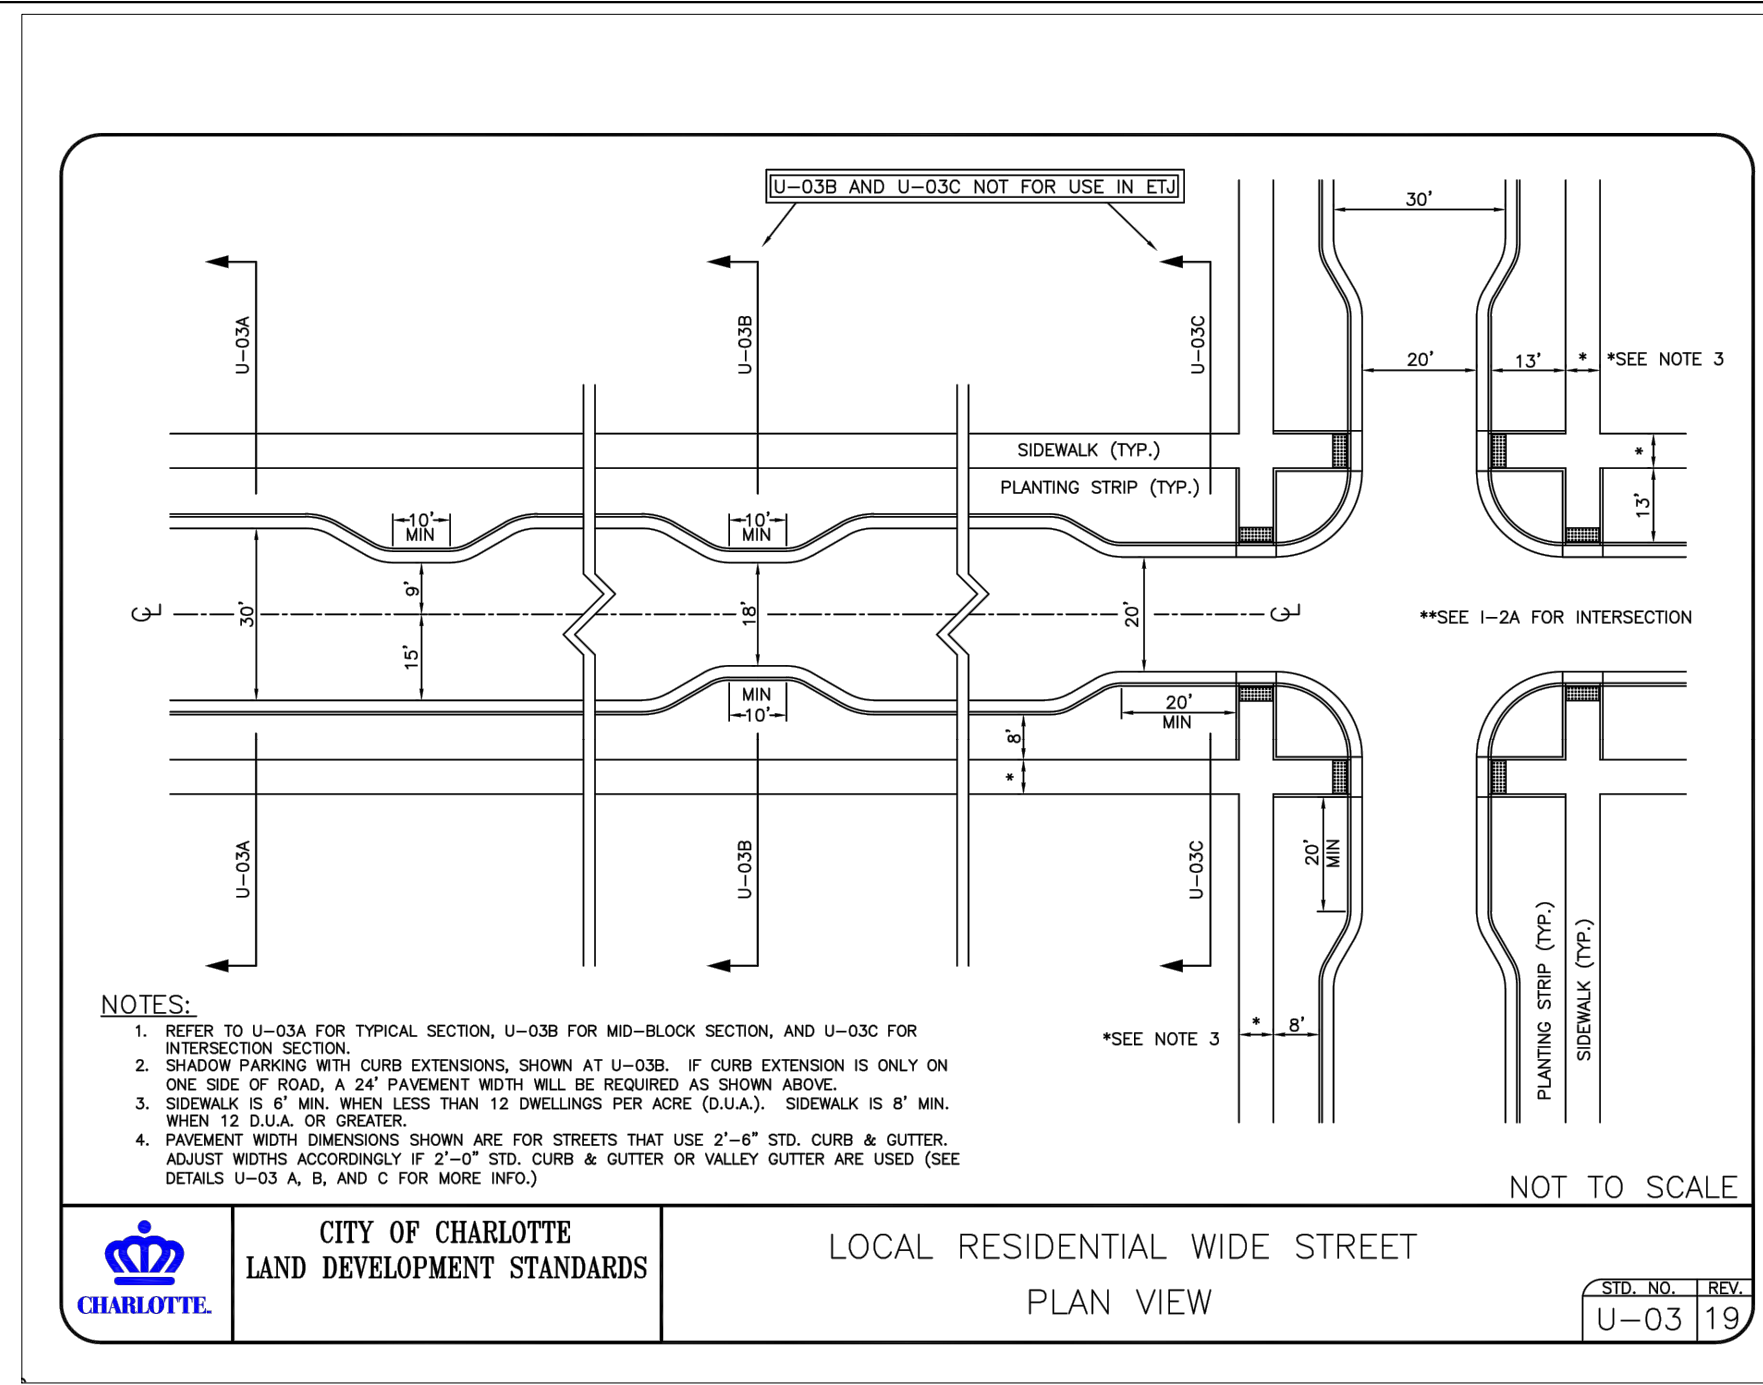 U-03B AND U-03C NOT FOR USE IN ETJ
30'
U-03A
U-03B
U-03C
20'
13'
*
*SEE NOTE 3
SIDEWALK (TYP.)
*
PLANTING STRIP (TYP.)
13'
10'
MIN
10'
MIN
9'
30'
18'
20'
15'
**SEE I-2A FOR INTERSECTION
MIN
10'
20'
MIN
8'
*
20'
MIN
U-03A
U-03B
U-03C
PLANTING STRIP (TYP.)
SIDEWALK (TYP.)
*SEE NOTE 3
*
8'
NOTES:
1. REFER TO U-03A FOR TYPICAL SECTION, U-03B FOR MID-BLOCK SECTION, AND U-03C FOR
INTERSECTION SECTION.
2. SHADOW PARKING WITH CURB EXTENSIONS, SHOWN AT U-03B. IF CURB EXTENSION IS ONLY ON
ONE SIDE OF ROAD, A 24' PAVEMENT WIDTH WILL BE REQUIRED AS SHOWN ABOVE.
3. SIDEWALK IS 6' MIN. WHEN LESS THAN 12 DWELLINGS PER ACRE (D.U.A.). SIDEWALK IS 8' MIN.
WHEN 12 D.U.A. OR GREATER.
4. PAVEMENT WIDTH DIMENSIONS SHOWN ARE FOR STREETS THAT USE 2'-6" STD. CURB & GUTTER.
ADJUST WIDTHS ACCORDINGLY IF 2'-0" STD. CURB & GUTTER OR VALLEY GUTTER ARE USED (SEE
DETAILS U-03 A, B, AND C FOR MORE INFO.)
NOT TO SCALE
CHARLOTTE.
CITY OF CHARLOTTE
LAND DEVELOPMENT STANDARDS
LOCAL RESIDENTIAL WIDE STREET
PLAN VIEW
STD. NO.
REV.
U-03
19